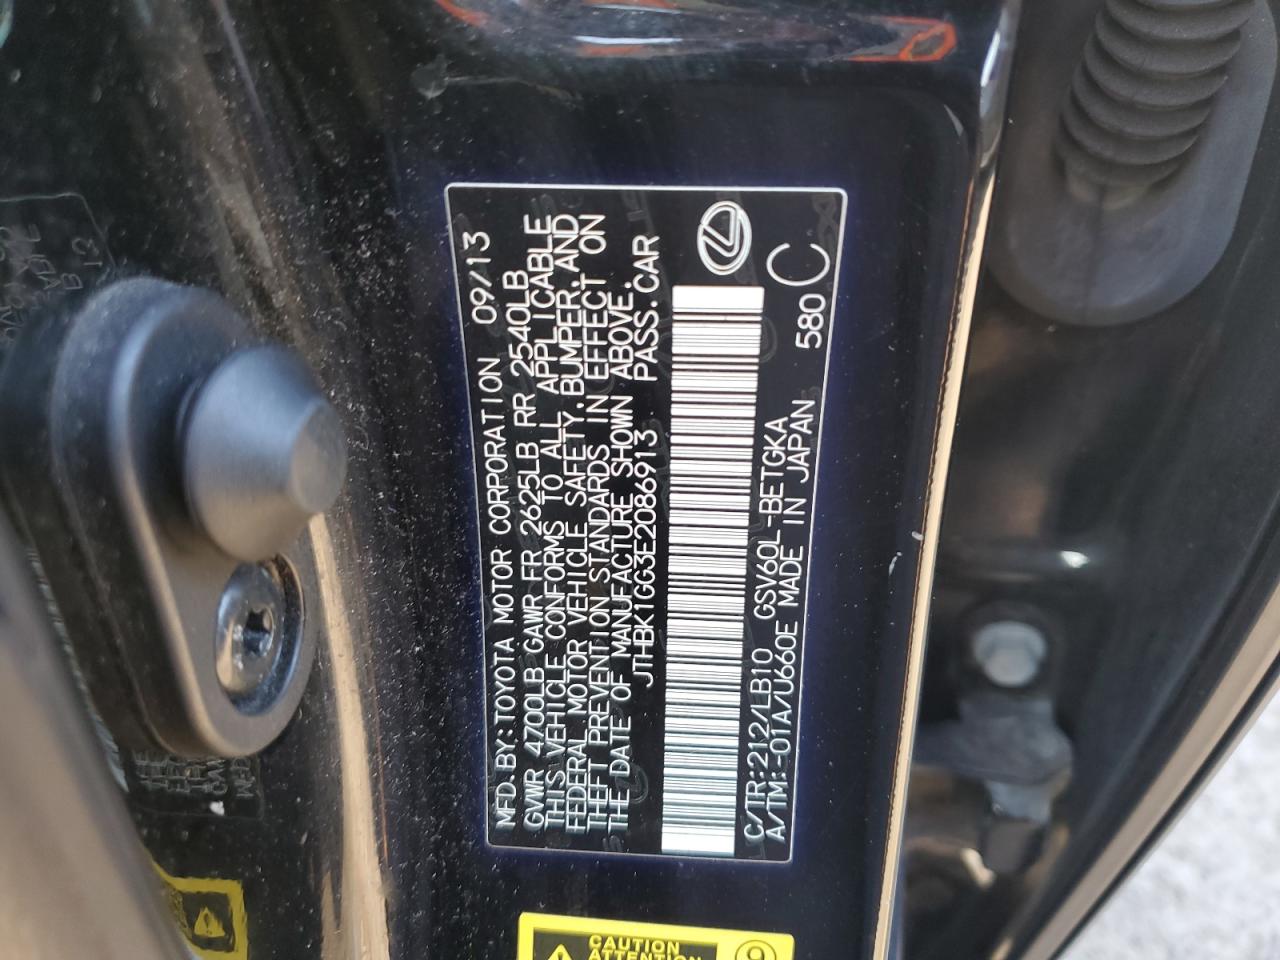 MFD.BY:TOYOTA MOTOR CORPORATION 09/13
GVWR 4700LB GAWR FR 2625LB RR 2540LB
THIS VEHICLE CONFORMS TO ALL APPLICABLE
FEDERAL MOTOR VEHICLE SAFETY,BUMPER,AND
THEFT PREVENTION STANDARDS IN EFFECT ON
THE DATE OF MANUFACTURE SHOWN ABOVE.
JTHBK1GG3E2086913 PASS.CAR
C/TR:212/LB10 GSV60L-BETGKA
A/TM:-01A/U660E MADE IN JAPAN 580 C
CAUTION
ATTENTION